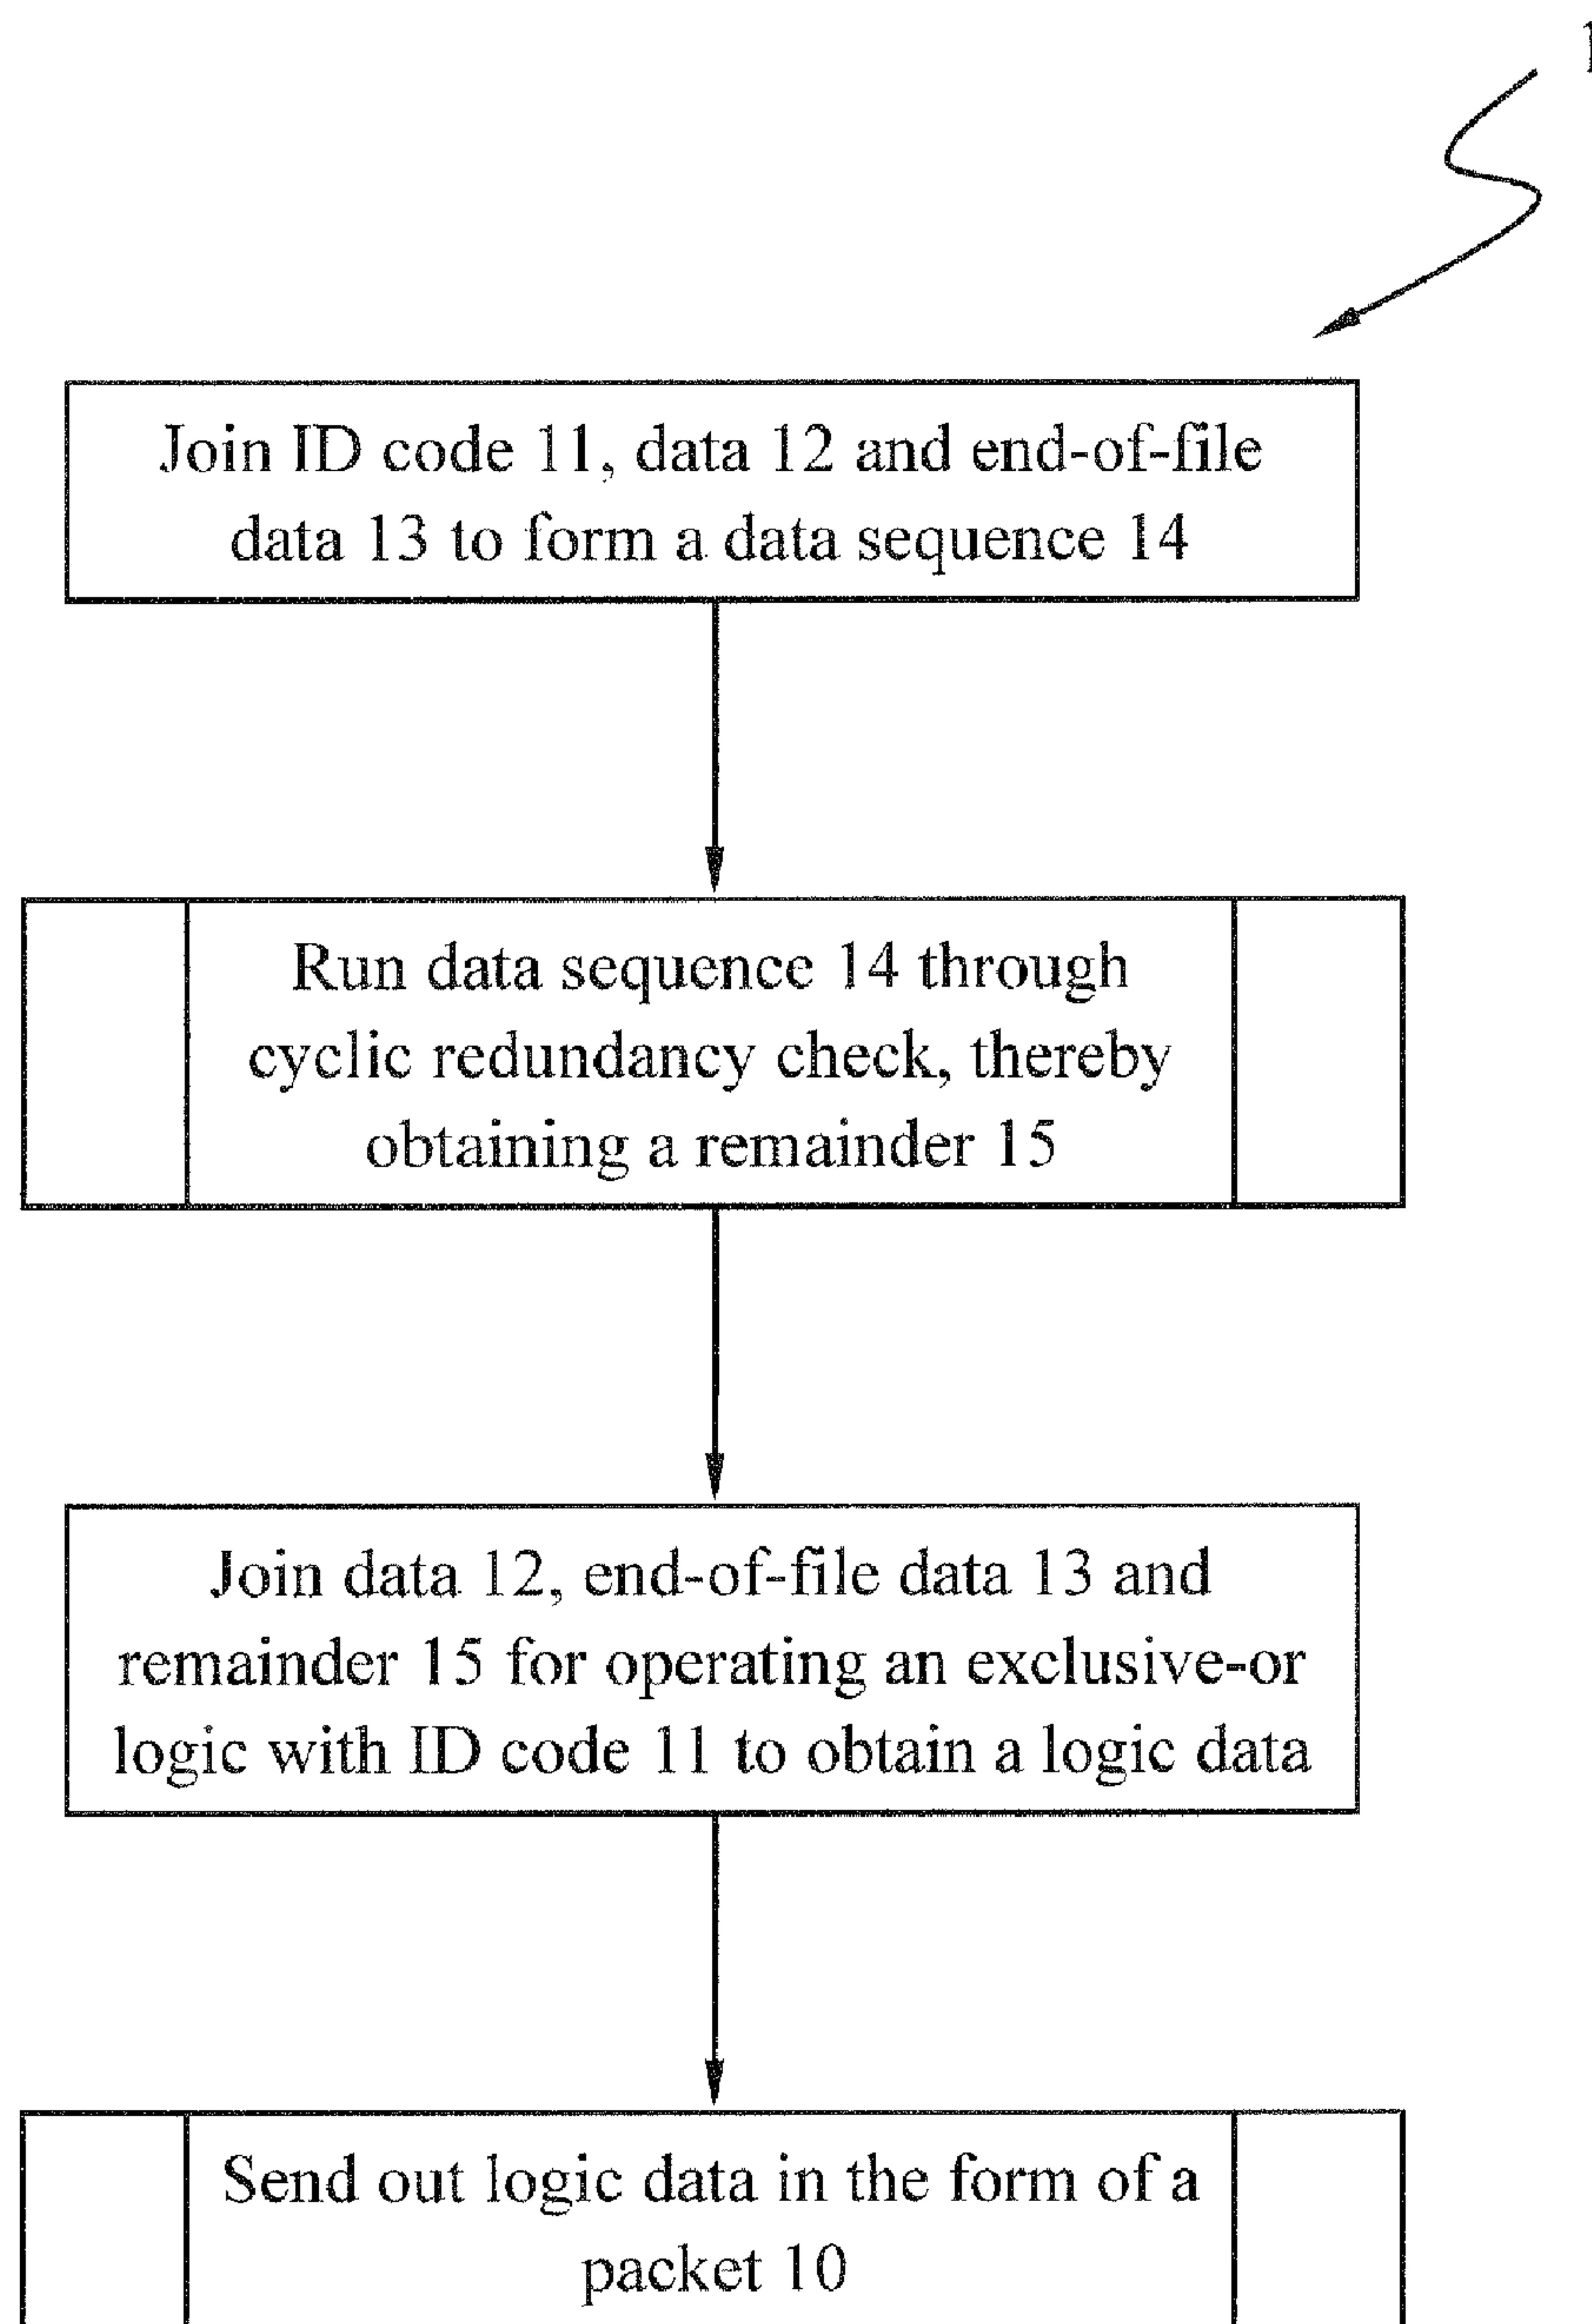 1
Join ID code 11, data 12 and end-of-file
data 13 to form a data sequence 14
Run data sequence 14 through
cyclic redundancy check, thereby
obtaining a remainder 15
Join data 12, end-of-file data 13 and
remainder 15 for operating an exclusive-or
logic with ID code 11 to obtain a logic data
Send out logic data in the form of a
packet 10